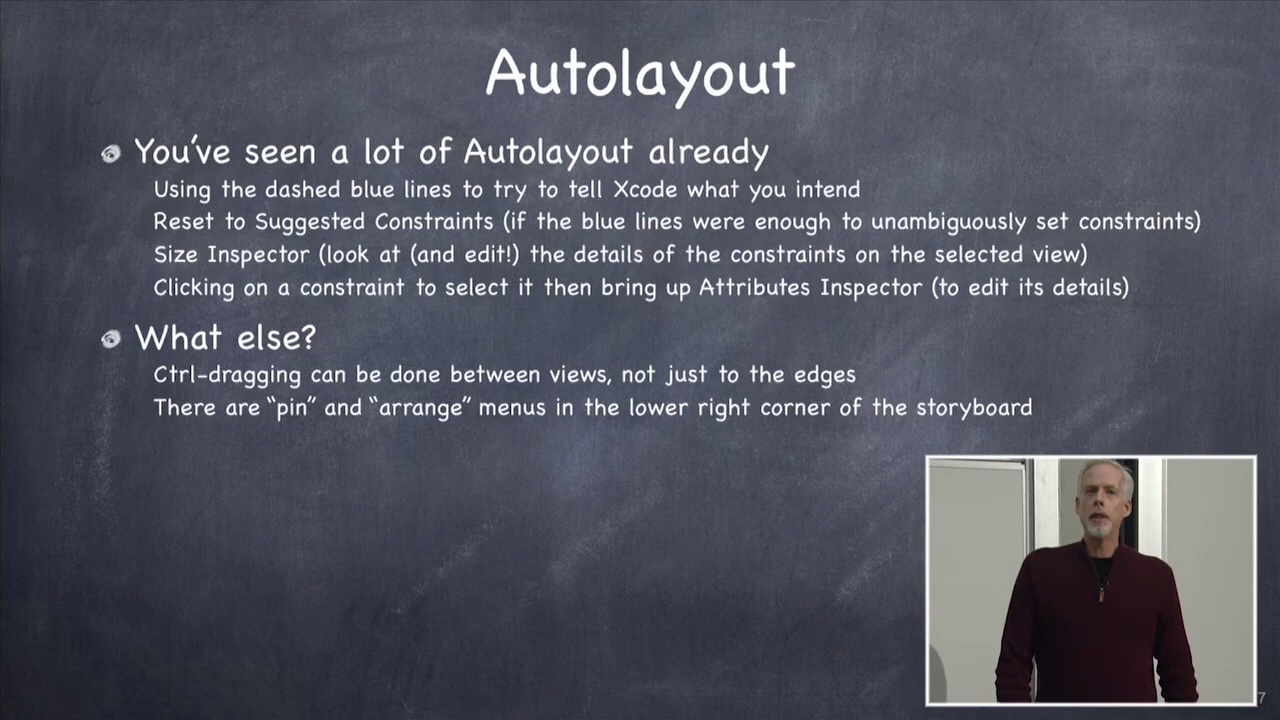 Autolayout
You've seen a lot of Autolayout already
Using the dashed blue lines to try to tell Xcode what you intend
Reset to Suggested Constraints (if the blue lines were enough to unambiguously set constraints)
Size Inspector (look at (and edit!) the details of the constraints on the selected view)
Clicking on a constraint to select it then bring up Attributes Inspector (to edit its details)
What else?
Ctrl-dragging can be done between views, not just to the edges
There are “pin” and “arrange” menus in the lower right corner of the storyboard
7